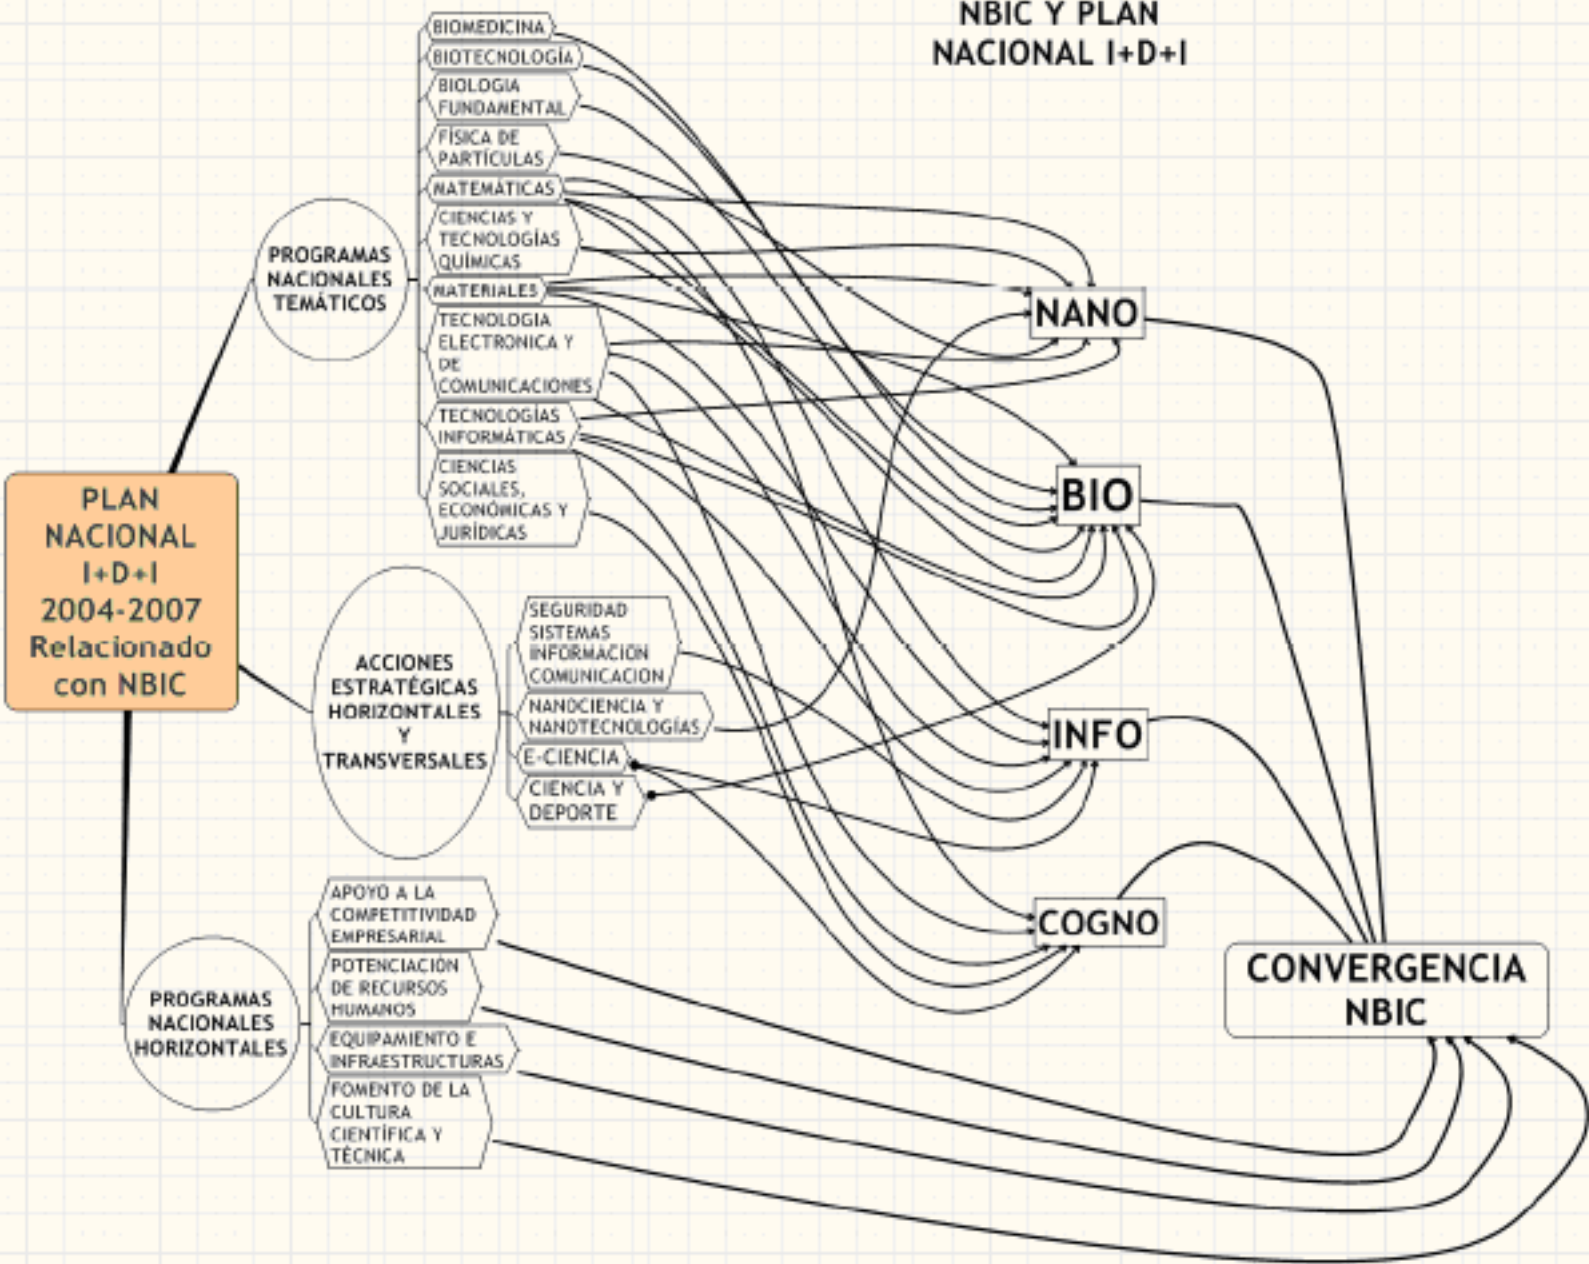 NBIC Y PLAN
NACIONAL I+D+I
BIOMEDICINA
BIOTECNOLOGÍA
BIOLOGIA
FUNDAMENTAL
FÍSICA DE
PARTÍCULAS
MATEMÁTICAS
CIENCIAS Y
TECNOLOGÍAS
QUÍMICAS
MATERIALES
TECNOLOGIA
ELECTRONICA Y
DE
COMUNICACIONES
TECNOLOGÍAS
INFORMÁTICAS
CIENCIAS
SOCIALES,
ECONÓMICAS Y
JURÍDICAS
PROGRAMAS
NACIONALES
TEMÁTICOS
PLAN
NACIONAL
I+D+I
2004-2007
Relacionado
con NBIC
ACCIONES
ESTRATÉGICAS
HORIZONTALES
Y
TRANSVERSALES
SEGURIDAD
SISTEMAS
INFORMACION
COMUNICACION
NANOCIENCIA Y
NANOTECNOLOGÍAS
E-CIENCIA
CIENCIA Y
DEPORTE
PROGRAMAS
NACIONALES
HORIZONTALES
APOYO A LA
COMPETITIVIDAD
EMPRESARIAL
POTENCIACIÓN
DE RECURSOS
HUMANOS
EQUIPAMIENTO E
INFRAESTRUCTURAS
FOMENTO DE LA
CULTURA
CIENTÍFICA Y
TÉCNICA
NANO
BIO
INFO
COGNO
CONVERGENCIA
NBIC